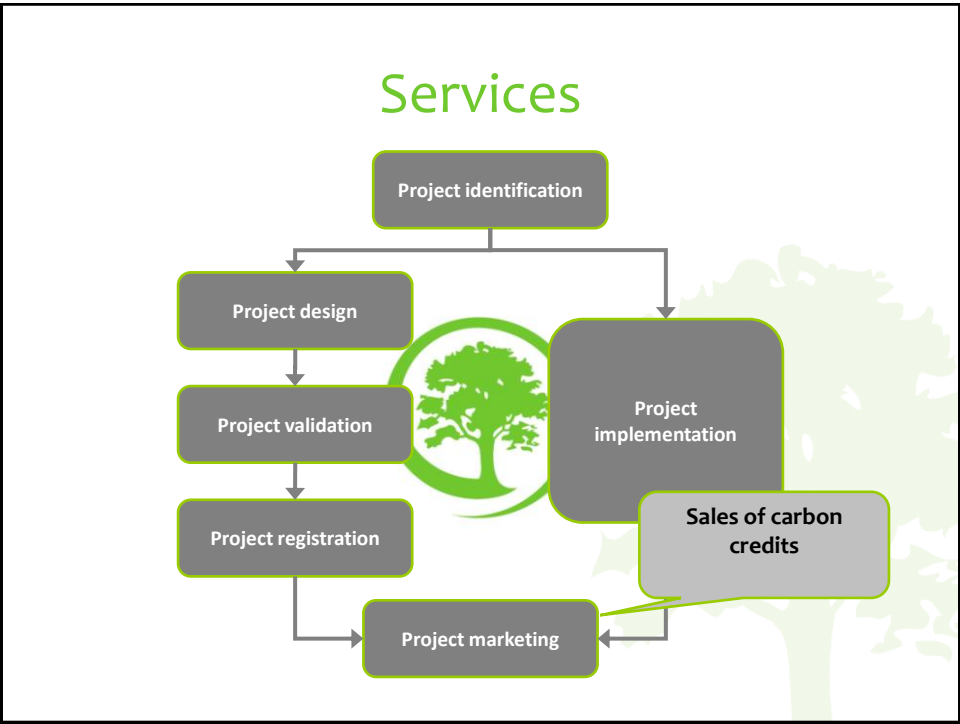 Services
Project identification
Project design
Project validation
Project
implementation
Project registration
Sales of carbon
credits
Project marketing